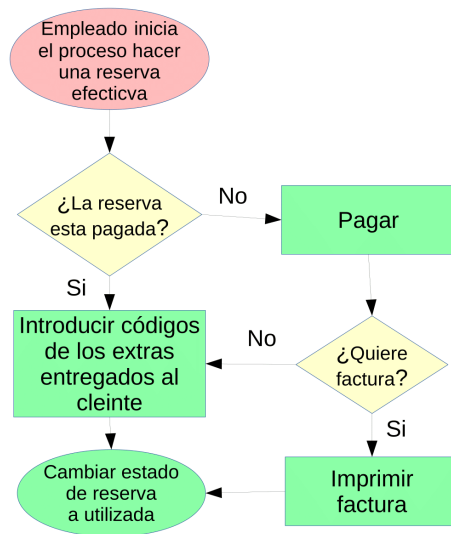 Empleado inicia
el proceso hacer
una reserva
efecticva
¿La reserva
esta pagada?
No
Pagar
Si
Introducir códigos
de los extras
entregados al
cleinte
No
¿Quiere
factura?
Si
Cambiar estado
de reserva
a utilizada
Imprimir
factura